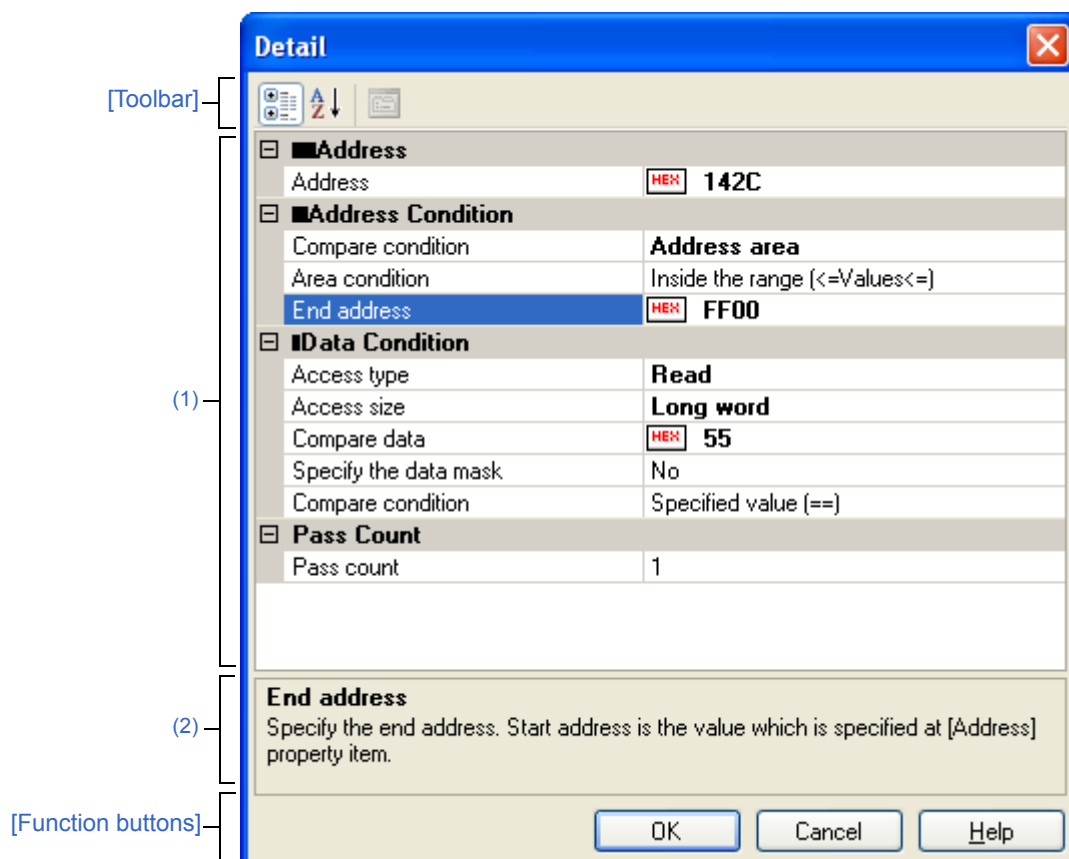 Detail
[Toolbar]
A
Z
Address
Address HEX 142C
Address Condition
Compare condition Address area
Area condition Inside the range (<=Values<=)
End address HEX FF00
Data Condition
Access type Read
(1)
Access size Long word
Compare data HEX 55
Specify the data mask No
Compare condition Specified value (==)
Pass Count
Pass count 1
End address
(2)
Specify the end address. Start address is the value which is specified at [Address]
property item.
[Function buttons]
OK Cancel Help